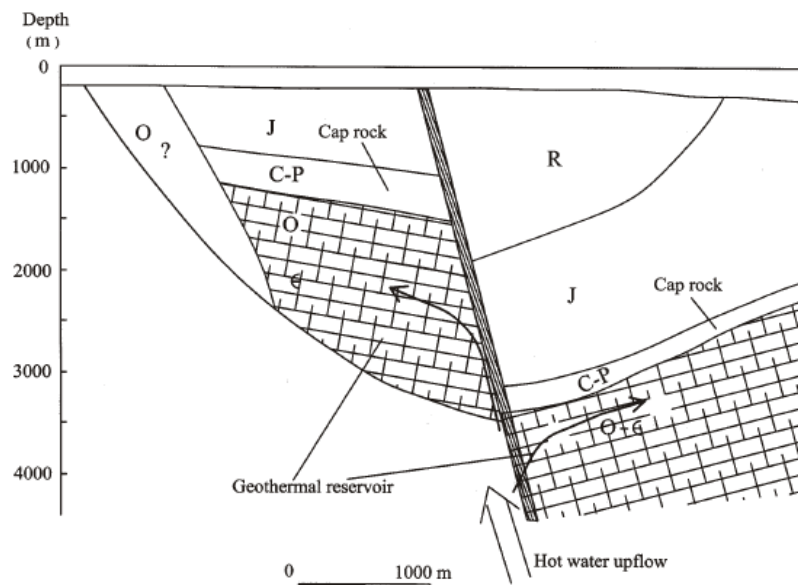 Depth
( m )
0
1000
2000
3000
4000
O
?
J
Cap rock
C-P
O
Є
R
J
Cap rock
C-P
O - Є
Geothermal reservoir
Hot water upflow
0
1000 m